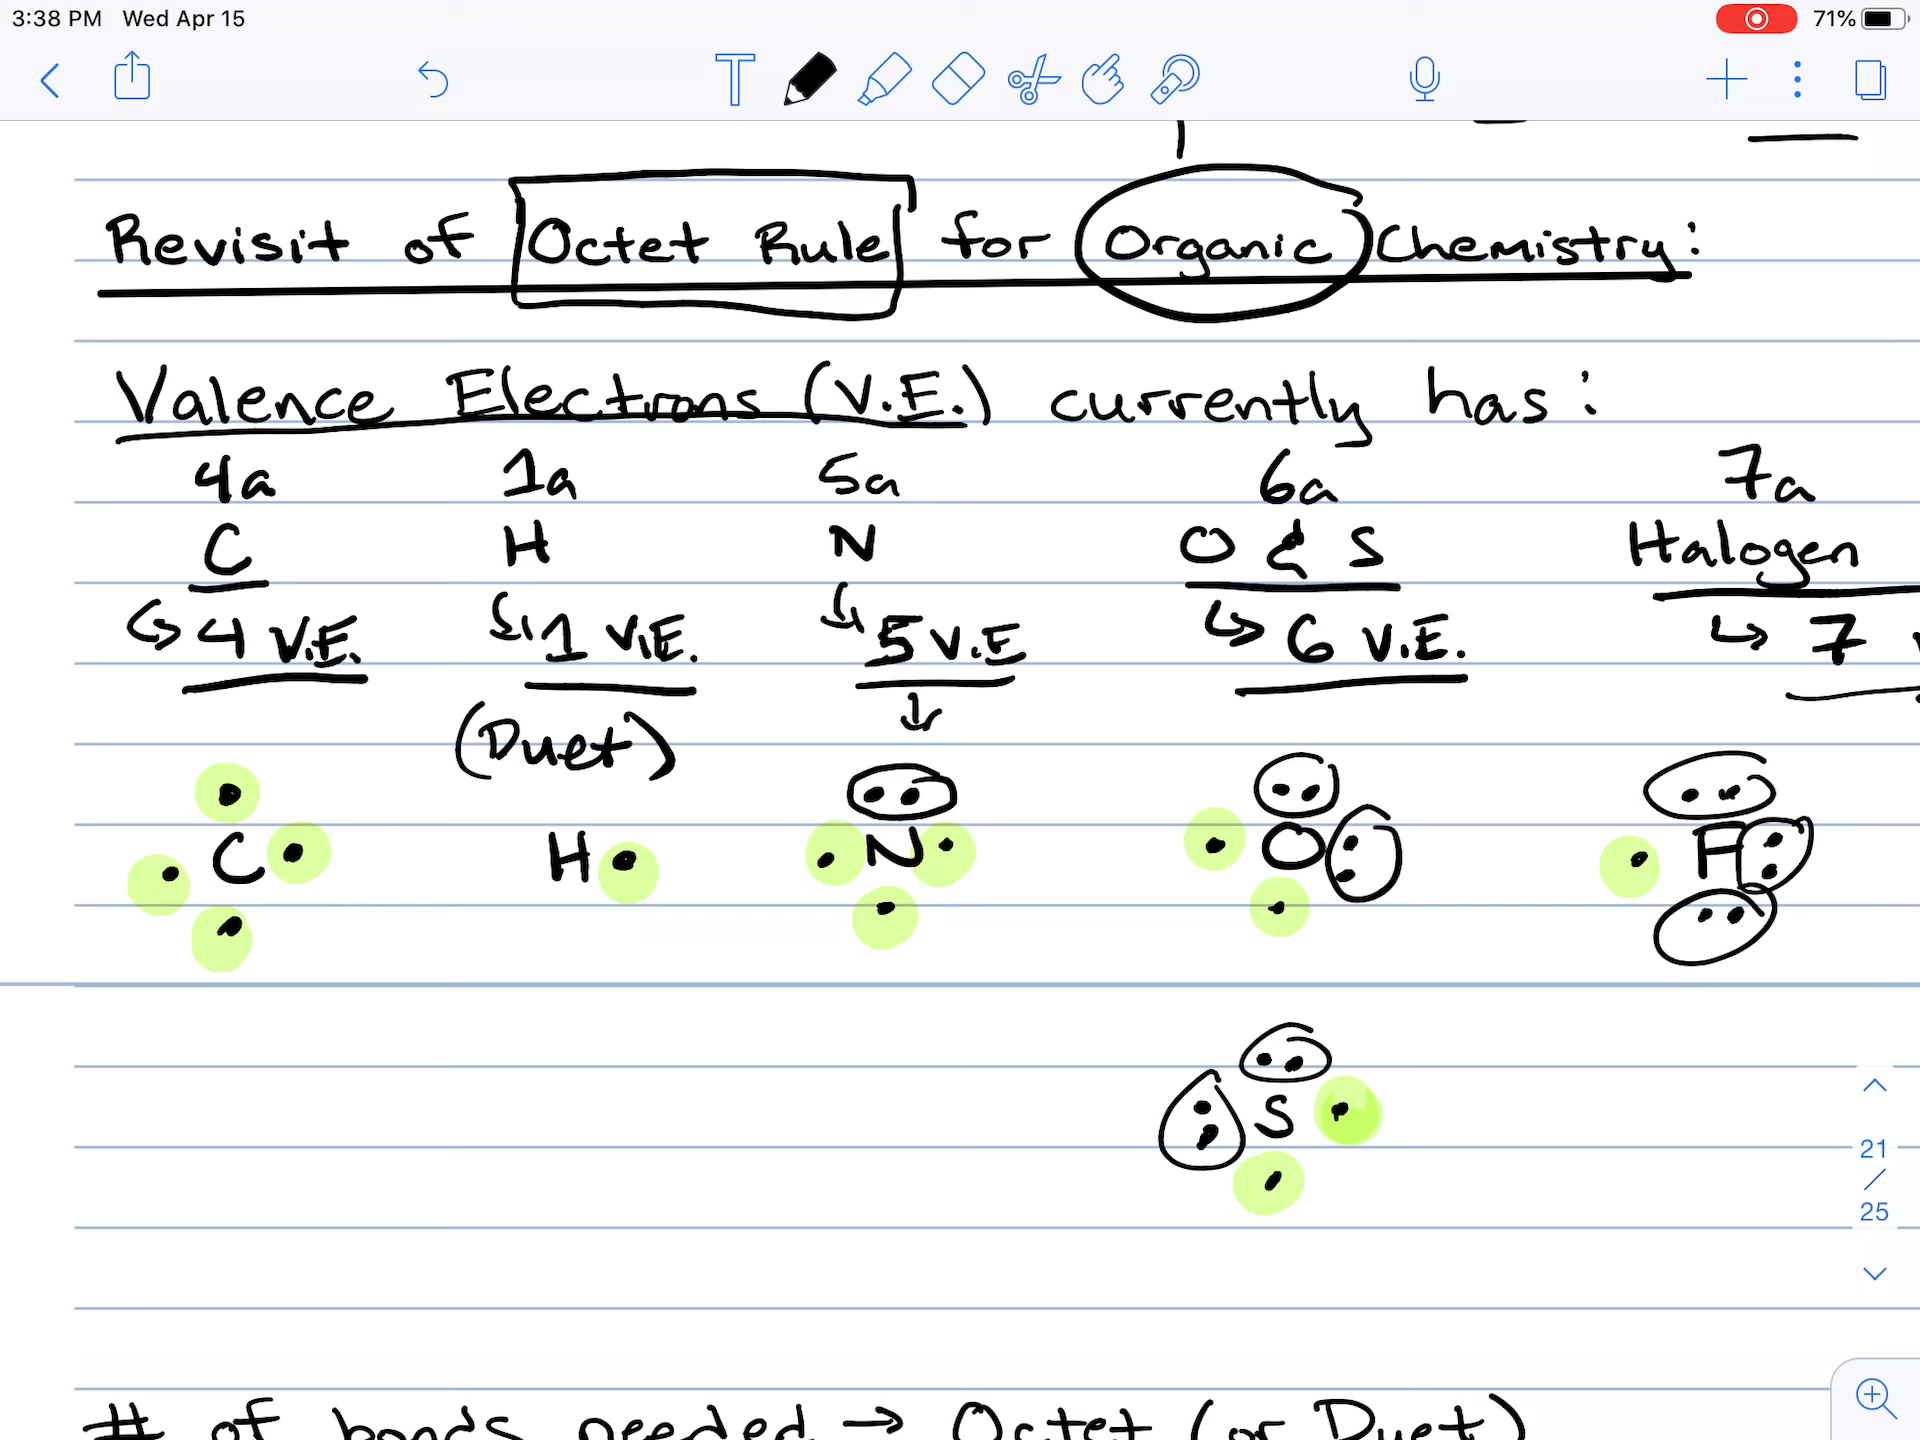 3:38 PM Wed Apr 15 71%
T
Revisit of Octet Rule for Organic Chemistry:
Valence Electrons (V.E.) currently has:
4a 1a 5a 6a 7a
C H N O & S Halogen
↳ 4 V.E. ↳ 1 V.E. ↳ 5 V.E ↳ 6 V.E. ↳ 7
(Duet) ↓
C H N O F
S
21
/
25
# of bonds needed → Octet (or Duet)